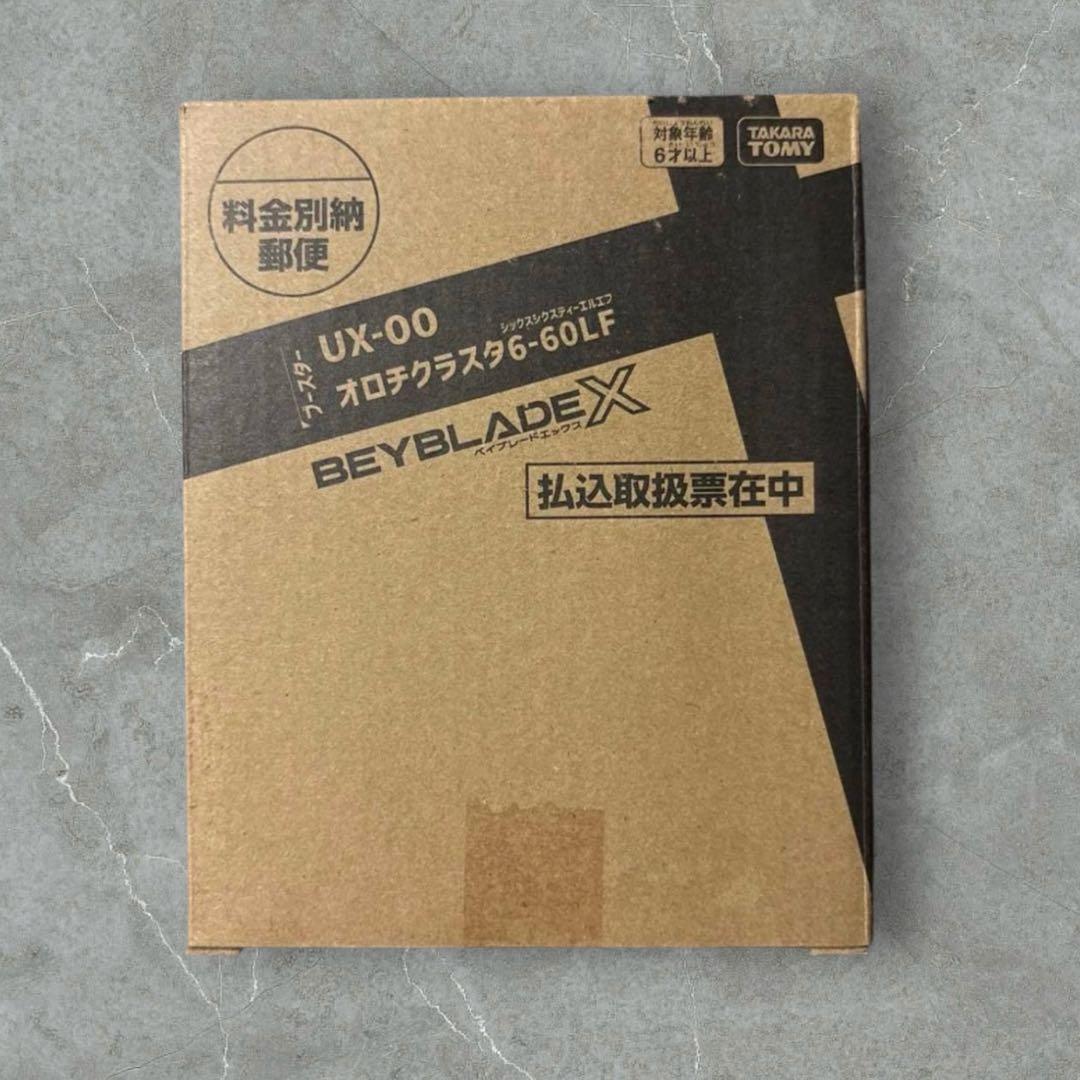 対象年齢
6才以上
TAKARA
TOMY
料金別納
郵便
ブースター
UX-00
シックスシクスティーエルエフ
オロチクラスタ6-60LF
BEYBLADE X
ベイブレードエックス
払込取扱票在中